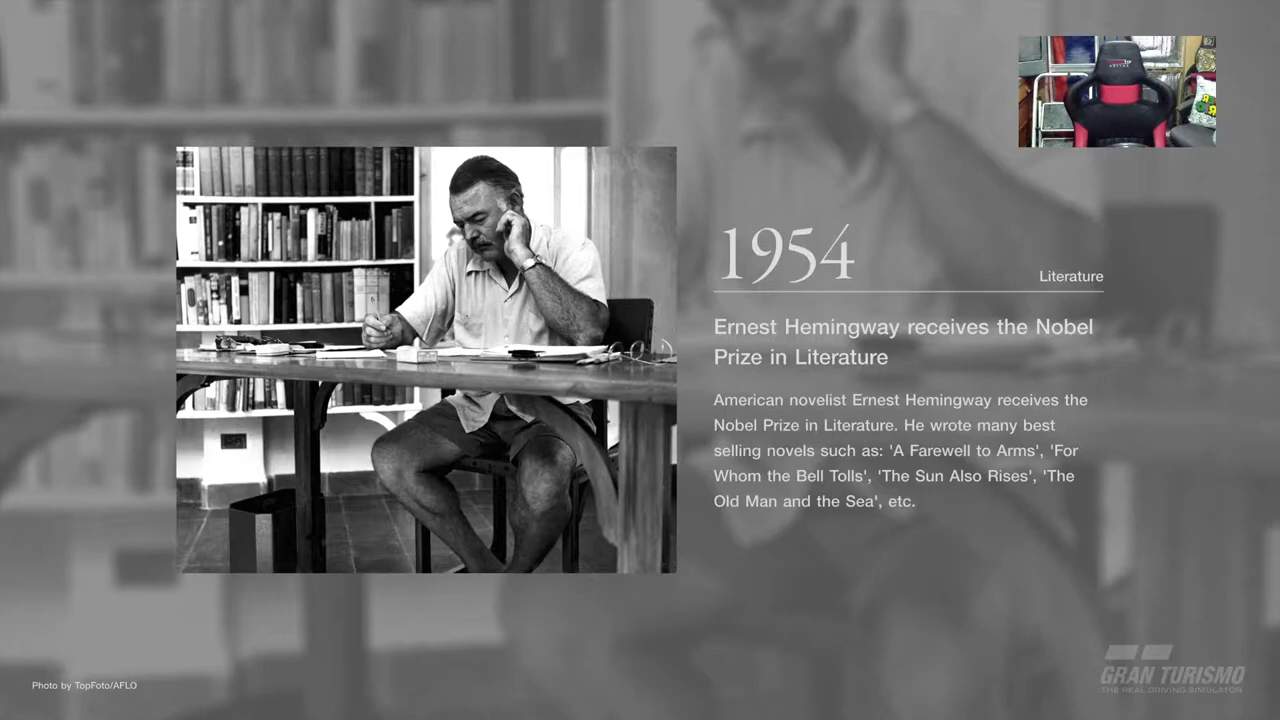 1954
Literature
Ernest Hemingway receives the Nobel
Prize in Literature
American novelist Ernest Hemingway receives the
Nobel Prize in Literature. He wrote many best
selling novels such as: 'A Farewell to Arms', 'For
Whom the Bell Tolls', 'The Sun Also Rises', 'The
Old Man and the Sea', etc.
Photo by TopFoto/AFLO
GRAN TURISMO
THE REAL DRIVING SIMULATOR